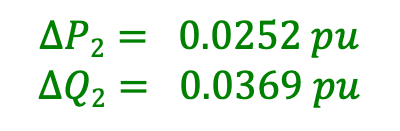 ΔP₂ = 0.0252 pu
ΔQ₂ = 0.0369 pu